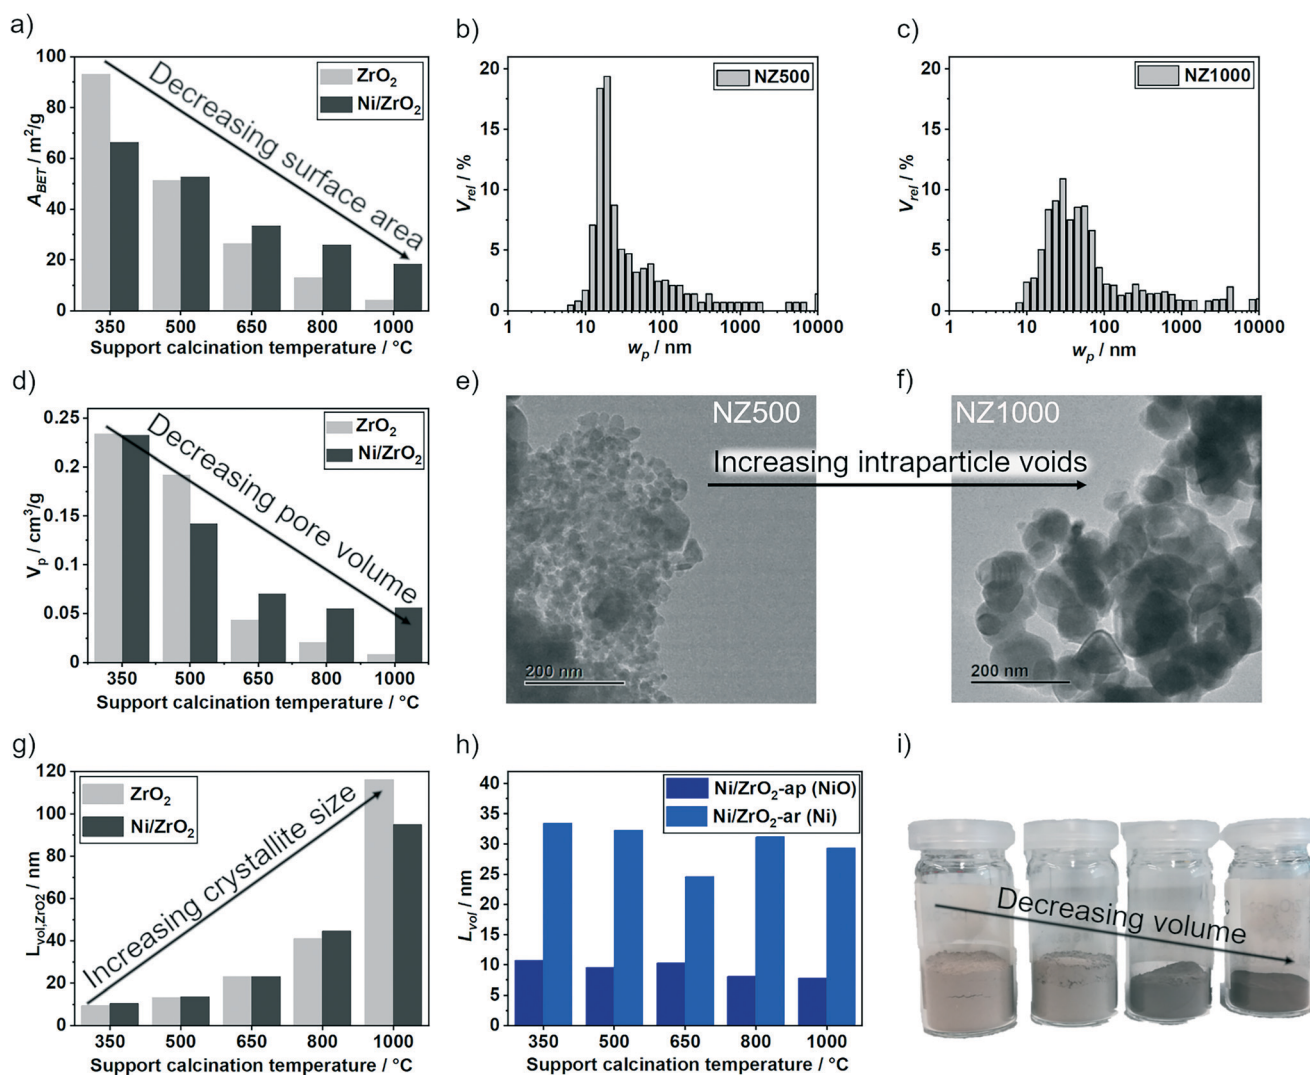 a)
100
80
60
40
20
0
A_BET / m²/g
ZrO₂
Ni/ZrO₂
Decreasing surface area
350 500 650 800 1000
Support calcination temperature / °C
b)
20
15
10
5
0
V_rel / %
NZ500
1 10 100 1000 10000
w_p / nm
c)
20
15
10
5
0
V_rel / %
NZ1000
1 10 100 1000 10000
w_p / nm
d)
0.25
0.2
0.15
0.1
0.05
0
V_p / cm³/g
ZrO₂
Ni/ZrO₂
Decreasing pore volume
350 500 650 800 1000
Support calcination temperature / °C
e)
NZ500
200 nm
Increasing intraparticle voids
f)
NZ1000
200 nm
g)
120
100
80
60
40
20
0
L_vol,ZrO2 / nm
ZrO₂
Ni/ZrO₂
Increasing crystallite size
350 500 650 800 1000
Support calcination temperature / °C
h)
40
35
30
25
20
15
10
5
0
L_vol / nm
Ni/ZrO₂-ap (NiO)
Ni/ZrO₂-ar (Ni)
350 500 650 800 1000
Support calcination temperature / °C
i)
Decreasing volume